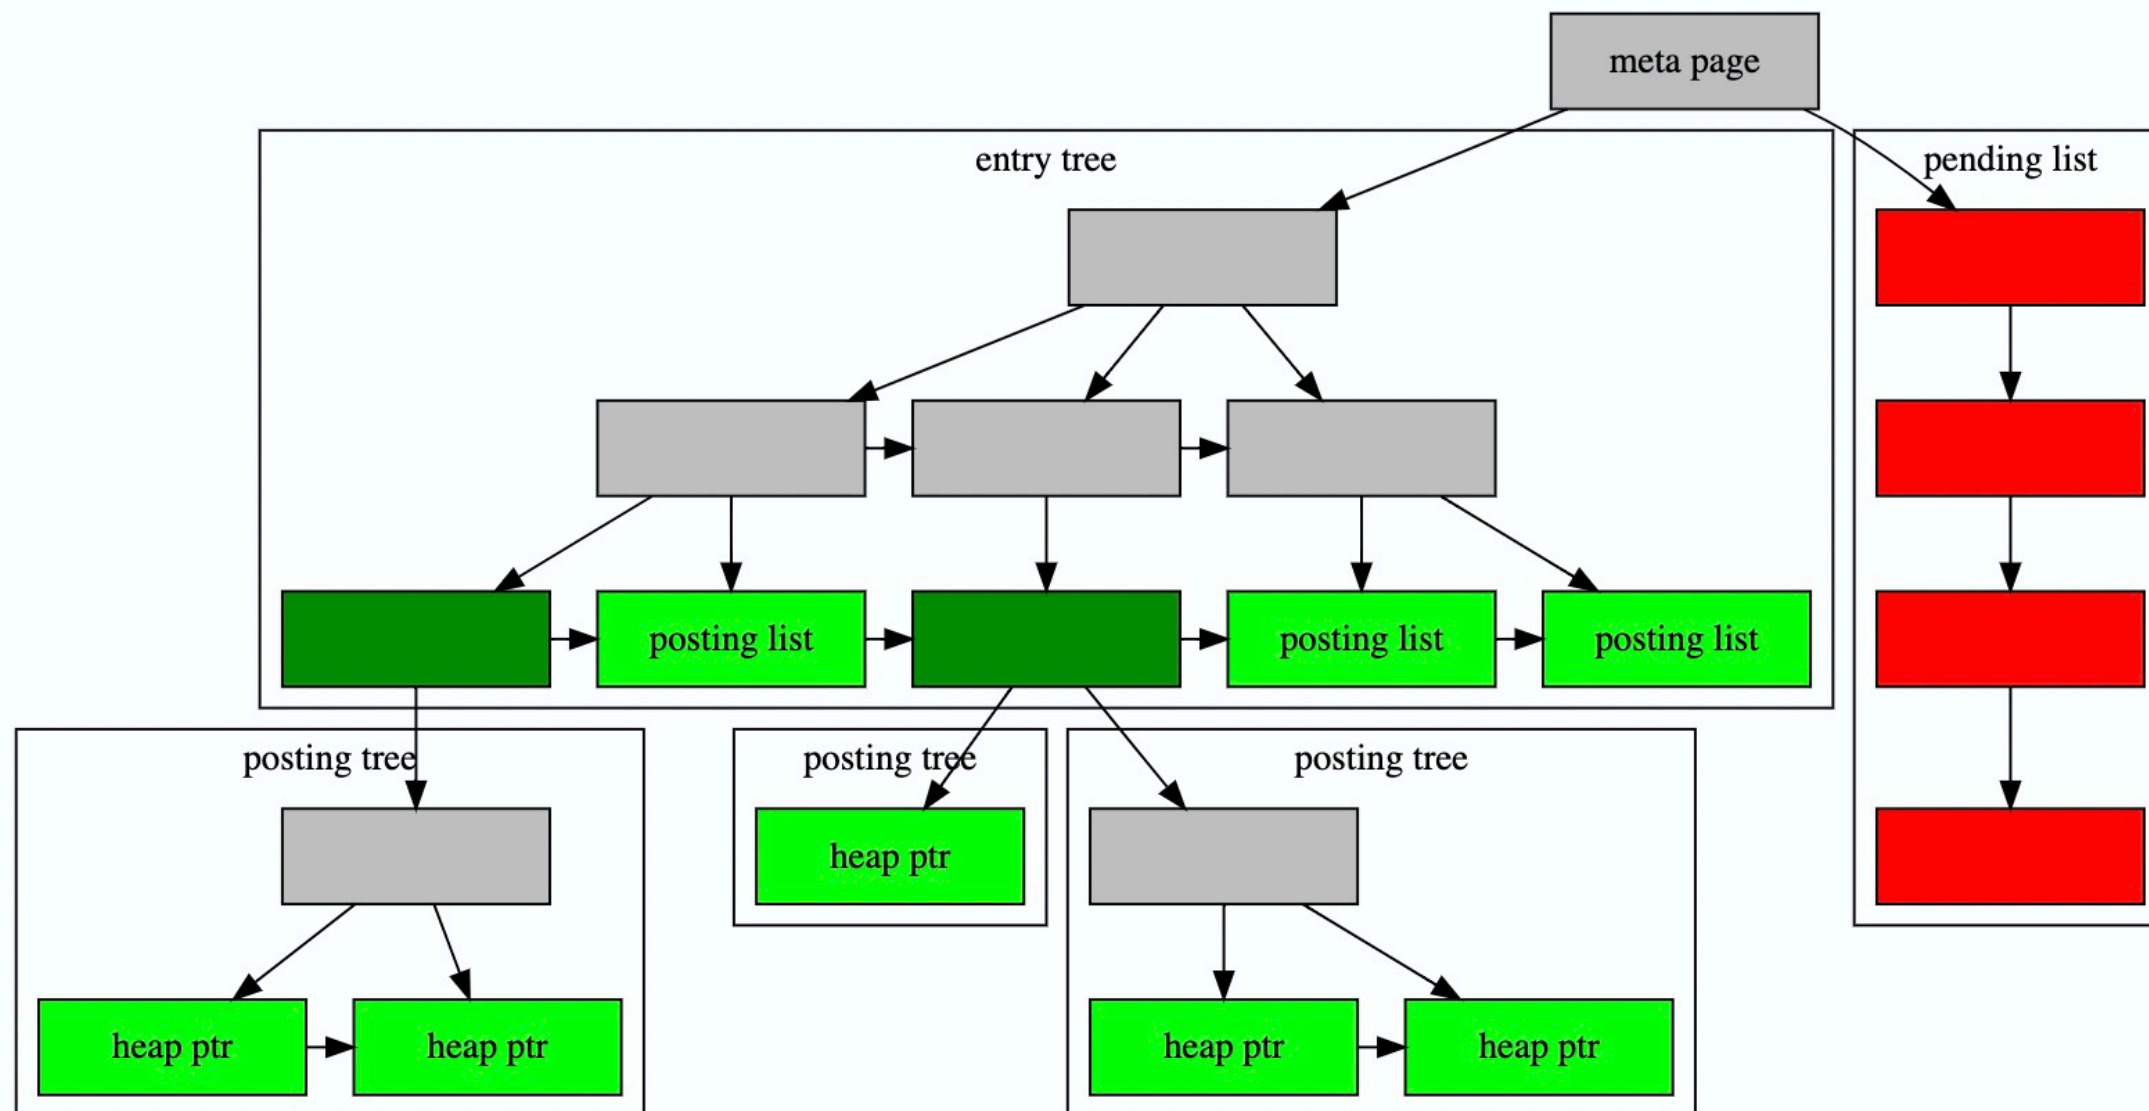 meta page
entry tree
pending list
posting list
posting list
posting list
posting tree
posting tree
posting tree
heap ptr
heap ptr
heap ptr
heap ptr
heap ptr